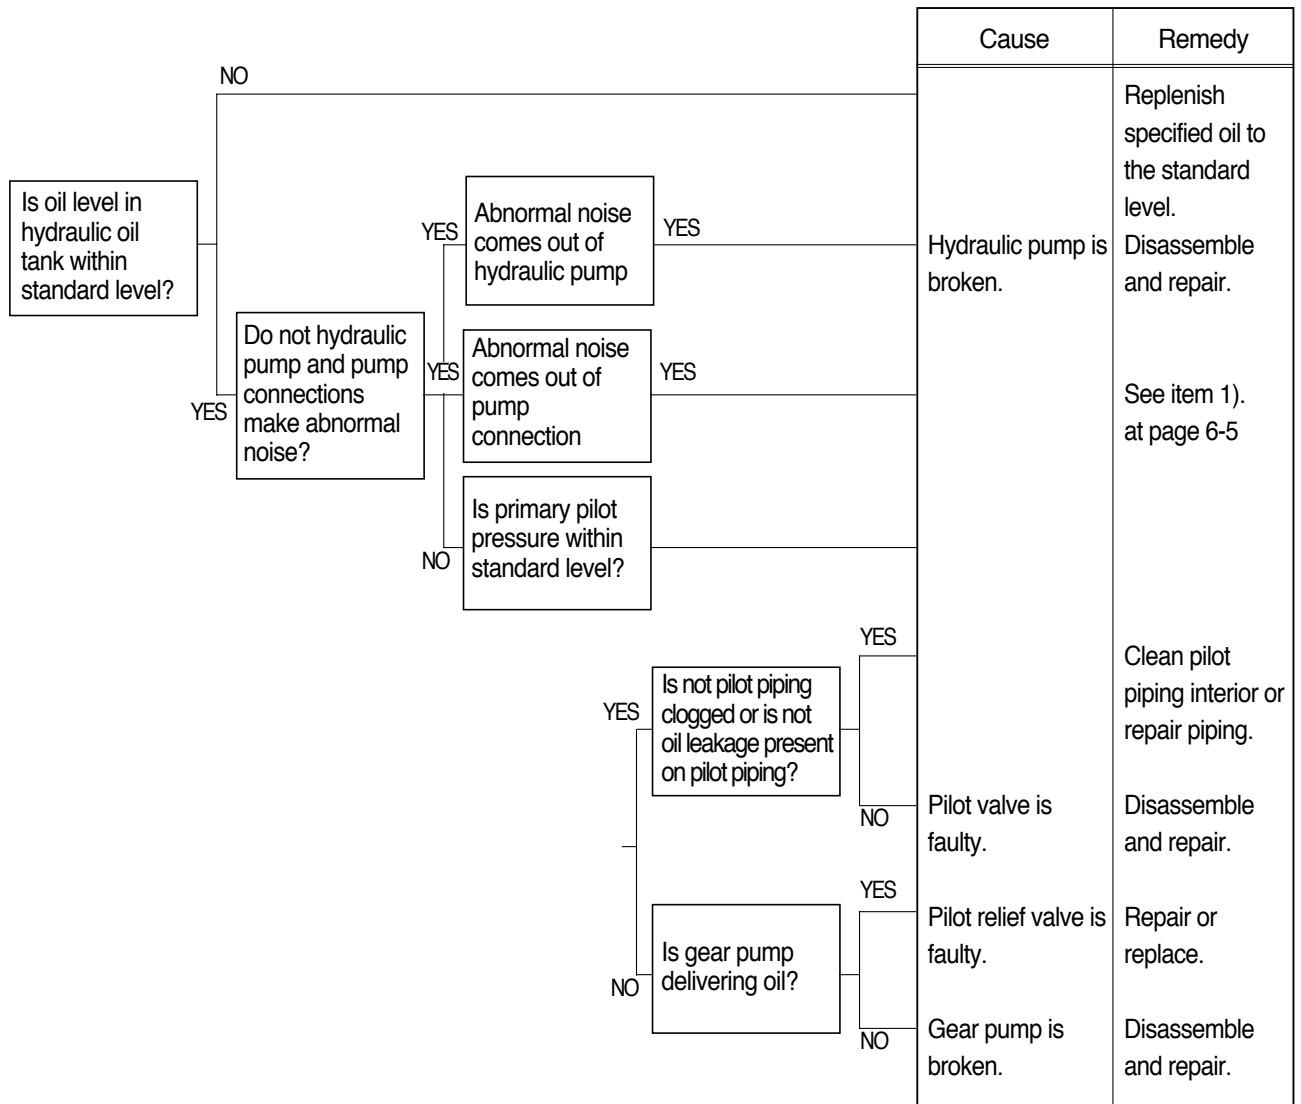 Cause
Remedy
NO
Replenish
specified oil to
the standard
level.
Is oil level in
hydraulic oil
tank within
standard level?
YES
Abnormal noise
comes out of
hydraulic pump
YES
Hydraulic pump is
broken.
Disassemble
and repair.
YES
Do not hydraulic
pump and pump
connections
make abnormal
noise?
YES
Abnormal noise
comes out of
pump
connection
YES
See item 1).
at page 6-5
NO
Is primary pilot
pressure within
standard level?
YES
Is not pilot piping
clogged or is not
oil leakage present
on pilot piping?
YES
Clean pilot
piping interior or
repair piping.
NO
Pilot valve is
faulty.
Disassemble
and repair.
NO
Is gear pump
delivering oil?
YES
Pilot relief valve is
faulty.
Repair or
replace.
NO
Gear pump is
broken.
Disassemble
and repair.